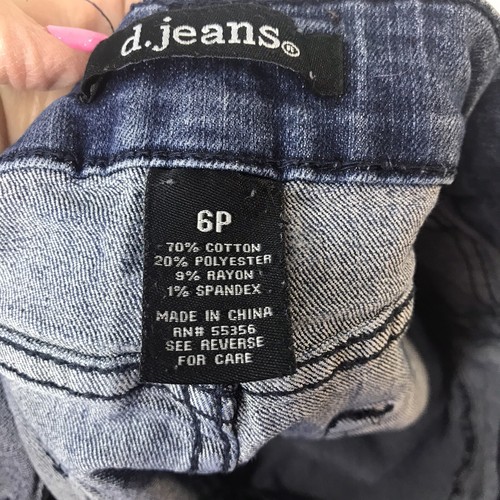 d.jeans®
6P
70% COTTON
20% POLYESTER
9% RAYON
1% SPANDEX
MADE IN CHINA
RN# 55356
SEE REVERSE
FOR CARE